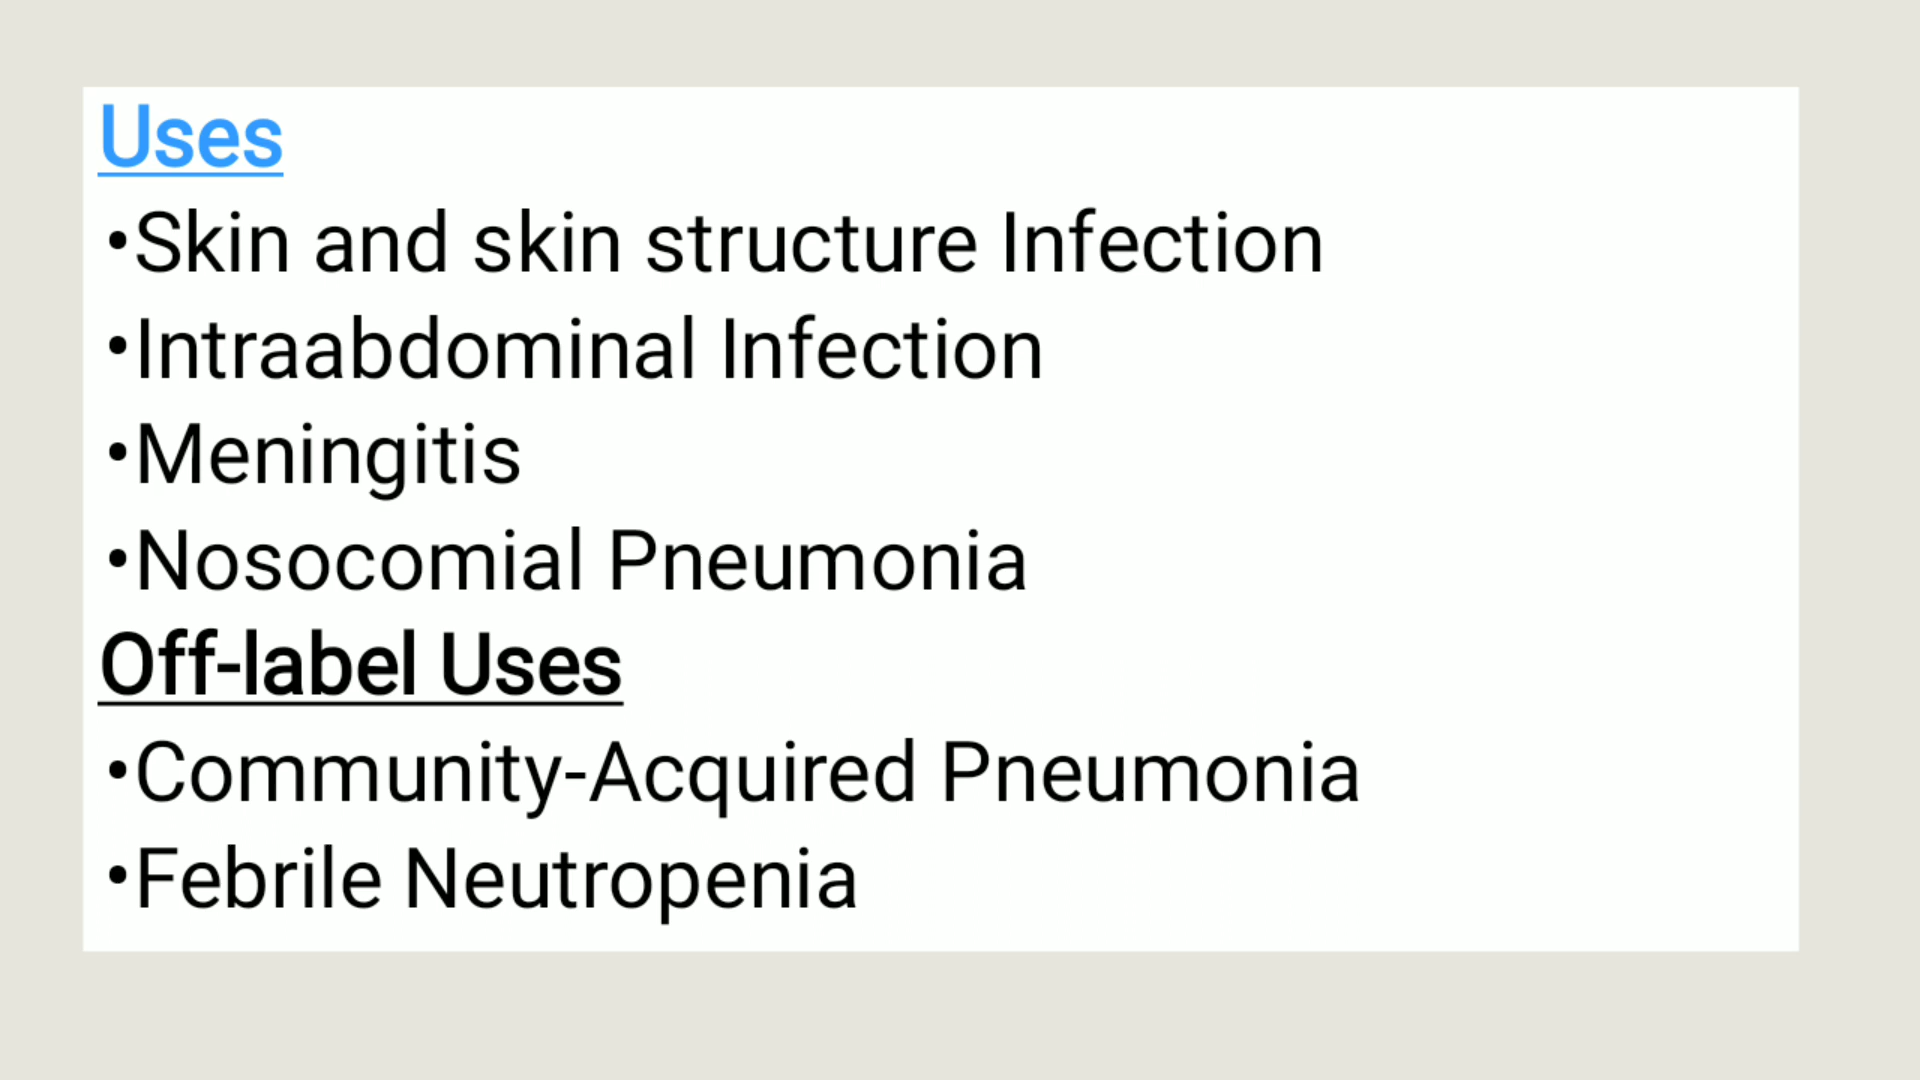 Uses
•Skin and skin structure Infection
•Intraabdominal Infection
•Meningitis
•Nosocomial Pneumonia
Off-label Uses
•Community-Acquired Pneumonia
•Febrile Neutropenia